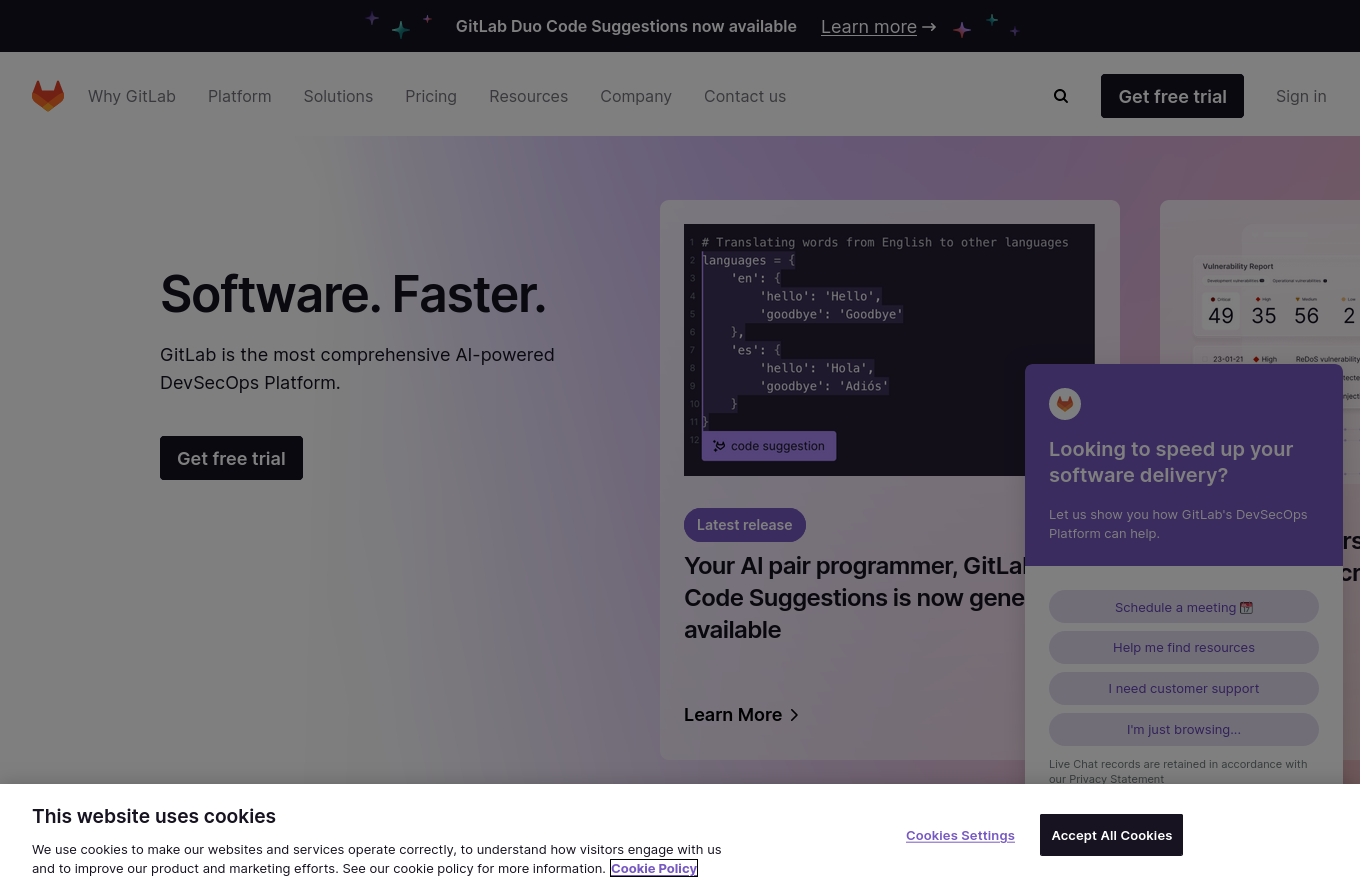 GitLab Duo Code Suggestions now available Learn more →
Why GitLab Platform Solutions Pricing Resources Company Contact us Get free trial Sign in
Software. Faster.
GitLab is the most comprehensive AI-powered
DevSecOps Platform.
Get free trial
1 # Translating words from English to other languages
2 languages = {
3 'en': {
4 'hello': 'Hello',
5 'goodbye': 'Goodbye'
6 },
7 'es': {
8 'hello': 'Hola',
9 'goodbye': 'Adiós'
10 }
11 }
12
code suggestion
Latest release
Your AI pair programmer, GitLa
Code Suggestions is now gene
available
Learn More
Vulnerability Report
Development vulnerabilities Operational vulnerabilities
Critical High Medium Low
49 35 56 2
23-01-21 High ReDoS vulnerability
Looking to speed up your
software delivery?
Let us show you how GitLab's DevSecOps
Platform can help.
Schedule a meeting 📅
Help me find resources
I need customer support
I'm just browsing...
Live Chat records are retained in accordance with
our Privacy Statement
This website uses cookies
We use cookies to make our websites and services operate correctly, to understand how visitors engage with us
and to improve our product and marketing efforts. See our cookie policy for more information. Cookie Policy
Cookies Settings
Accept All Cookies